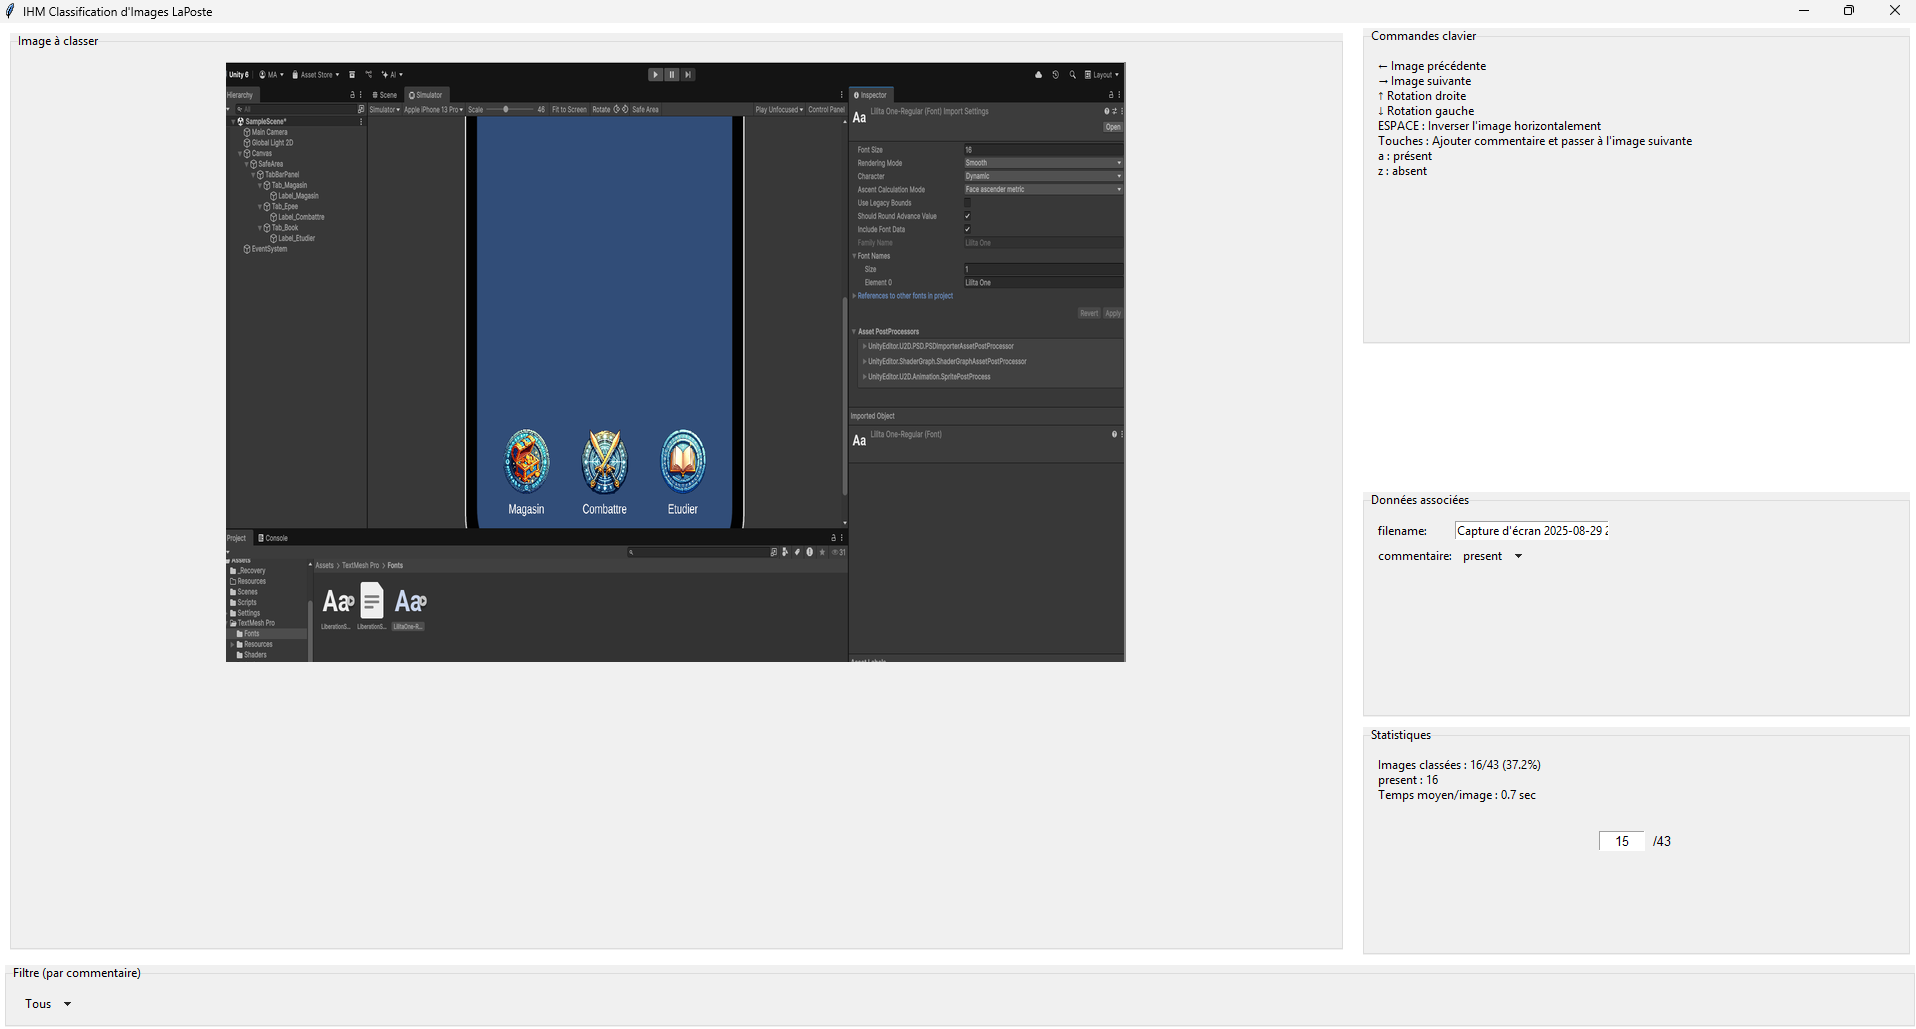 IHM Classification d'Images LaPoste
Image à classer
Unity 6 MA Asset Store AI Layout
Hierarchy
All
SampleScene*
Main Camera
Global Light 2D
Canvas
SafeArea
TabBarPanel
Tab_Magasin
Label_Magasin
Tab_Epee
Label_Combattre
Tab_Book
Label_Etudier
EventSystem
Scene Simulator
Simulator Apple iPhone 13 Pro Scale 46 Fit to Screen Rotate Safe Area Play Unfocused Control Panel
Magasin Combattre Etudier
Inspector
Aa Lilita One-Regular (Font) Import Settings
Open
Font Size 16
Rendering Mode Smooth
Character Dynamic
Ascent Calculation Mode Face ascender metric
Use Legacy Bounds
Should Round Advance Value
Include Font Data
Family Name Lilita One
Font Names
Size 1
Element 0 Lilita One
References to other fonts in project
Revert Apply
Asset PostProcessors
UnityEditor.U2D.PSD.PSDImporterAssetPostProcessor
UnityEditor.ShaderGraph.ShaderGraphAssetPostProcessor
UnityEditor.U2D.Animation.SpritePostProcess
Imported Object
Aa Lilita One-Regular (Font)
Project Console
31
Assets
_Recovery
Resources
Scenes
Scripts
Settings
TextMesh Pro
Fonts
Resources
Shaders
Assets > TextMesh Pro > Fonts
Aa Aa
LiberationS... LiberationS... LilitaOne-R...
Commandes clavier
← Image précédente
→ Image suivante
↑ Rotation droite
↓ Rotation gauche
ESPACE : Inverser l'image horizontalement
Touches : Ajouter commentaire et passer à l'image suivante
a : présent
z : absent
Données associées
filename: Capture d'écran 2025-08-29
commentaire: present
Statistiques
Images classées : 16/43 (37.2%)
present : 16
Temps moyen/image : 0.7 sec
15 /43
Filtre (par commentaire)
Tous